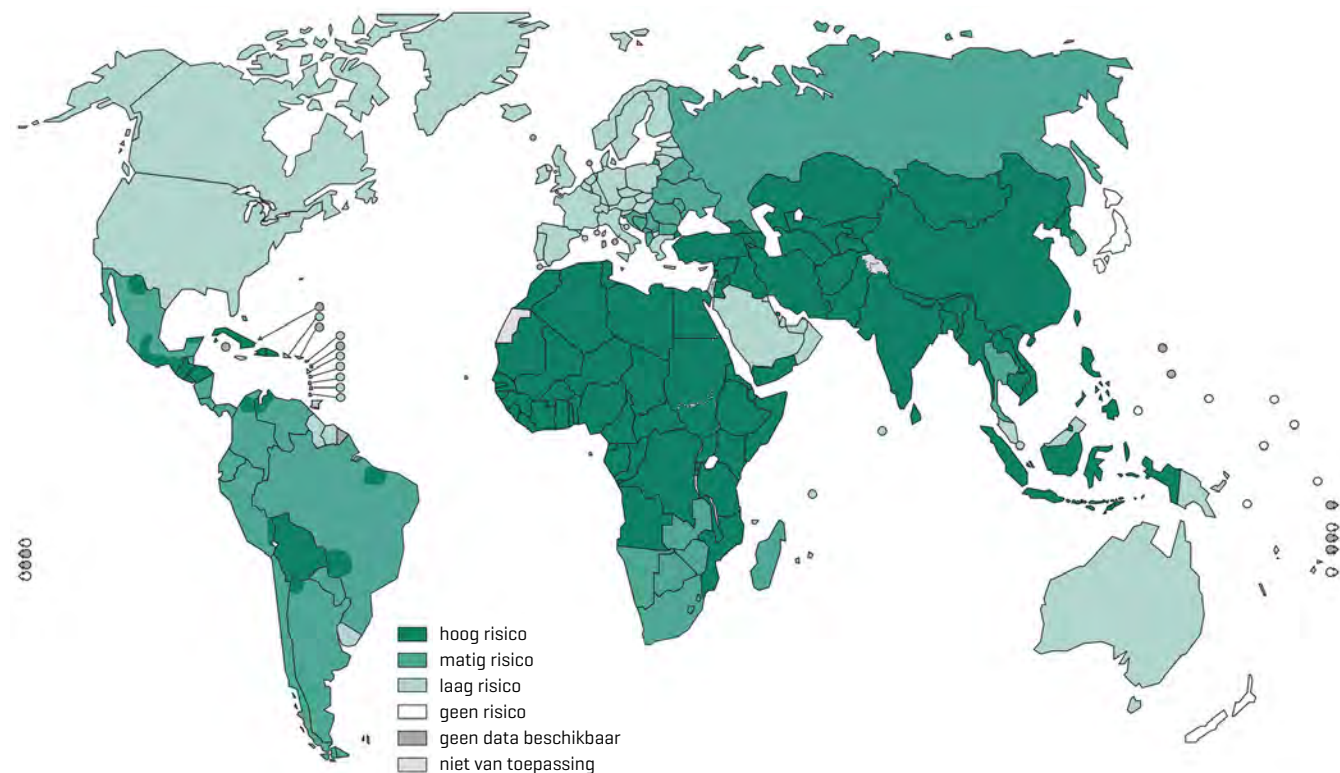 hoog risico
matig risico
laag risico
geen risico
geen data beschikbaar
niet van toepassing